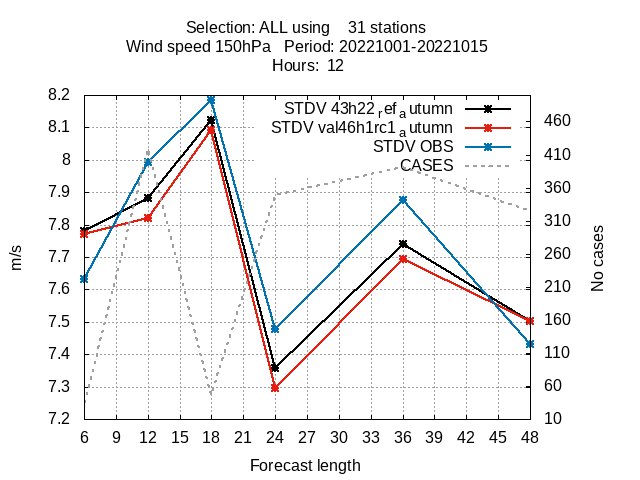 Selection: ALL using    31 stations
Wind speed 150hPa   Period: 20221001-20221015
Hours:  12
STDV 43h22ᵣefₐutumn
STDV val46h1rc1ₐutumn
STDV OBS
CASES
8.2
8.1
8
7.9
7.8
7.7
7.6
7.5
7.4
7.3
7.2
m/s
460
410
360
310
260
210
160
110
60
10
No cases
6 9 12 15 18 21 24 27 30 33 36 39 42 45 48
Forecast length